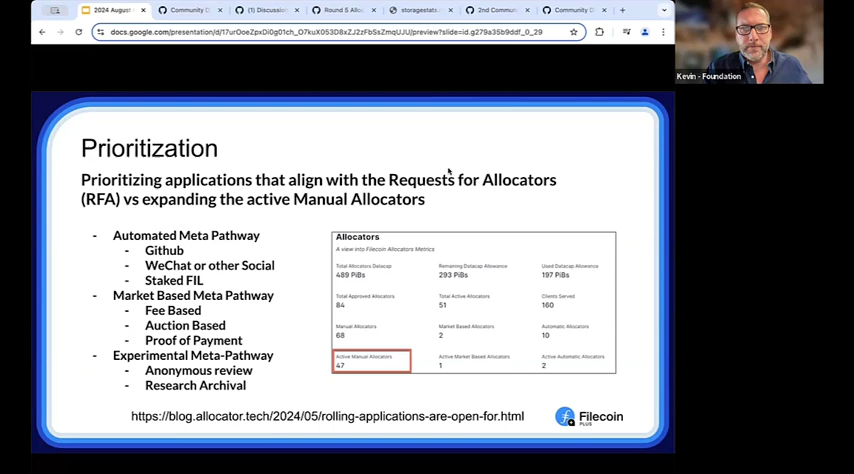 2024 August
Community D
(1) Discussion
Round 5 Alloc
storagestats.
2nd Commun
Community D
docs.google.com/presentation/d/17urOoeZpxDi0g01ch_O7kuX053D8xZJ2zFbSsZmqUJU/preview?slide=id.g279a35b9ddf_0_29
Kevin - Foundation
Prioritization
Prioritizing applications that align with the Requests for Allocators
(RFA) vs expanding the active Manual Allocators
- Automated Meta Pathway
- Github
- WeChat or other Social
- Staked FIL
- Market Based Meta Pathway
- Fee Based
- Auction Based
- Proof of Payment
- Experimental Meta-Pathway
- Anonymous review
- Research Archival
Allocators
A view into Filecoin Allocators Metrics
Total Allocators Datacap
Remaining Datacap Allowance
Used Datacap Allowance
489 PiBs
293 PiBs
197 PiBs
Total Approved Allocators
Total Active Allocators
Clients Served
84
51
160
Manual Allocators
Market Based Allocators
Automatic Allocators
68
2
10
Active Manual Allocators
Active Market Based Allocators
Active Automatic Allocators
47
1
2
https://blog.allocator.tech/2024/05/rolling-applications-are-open-for.html
Filecoin
PLUS